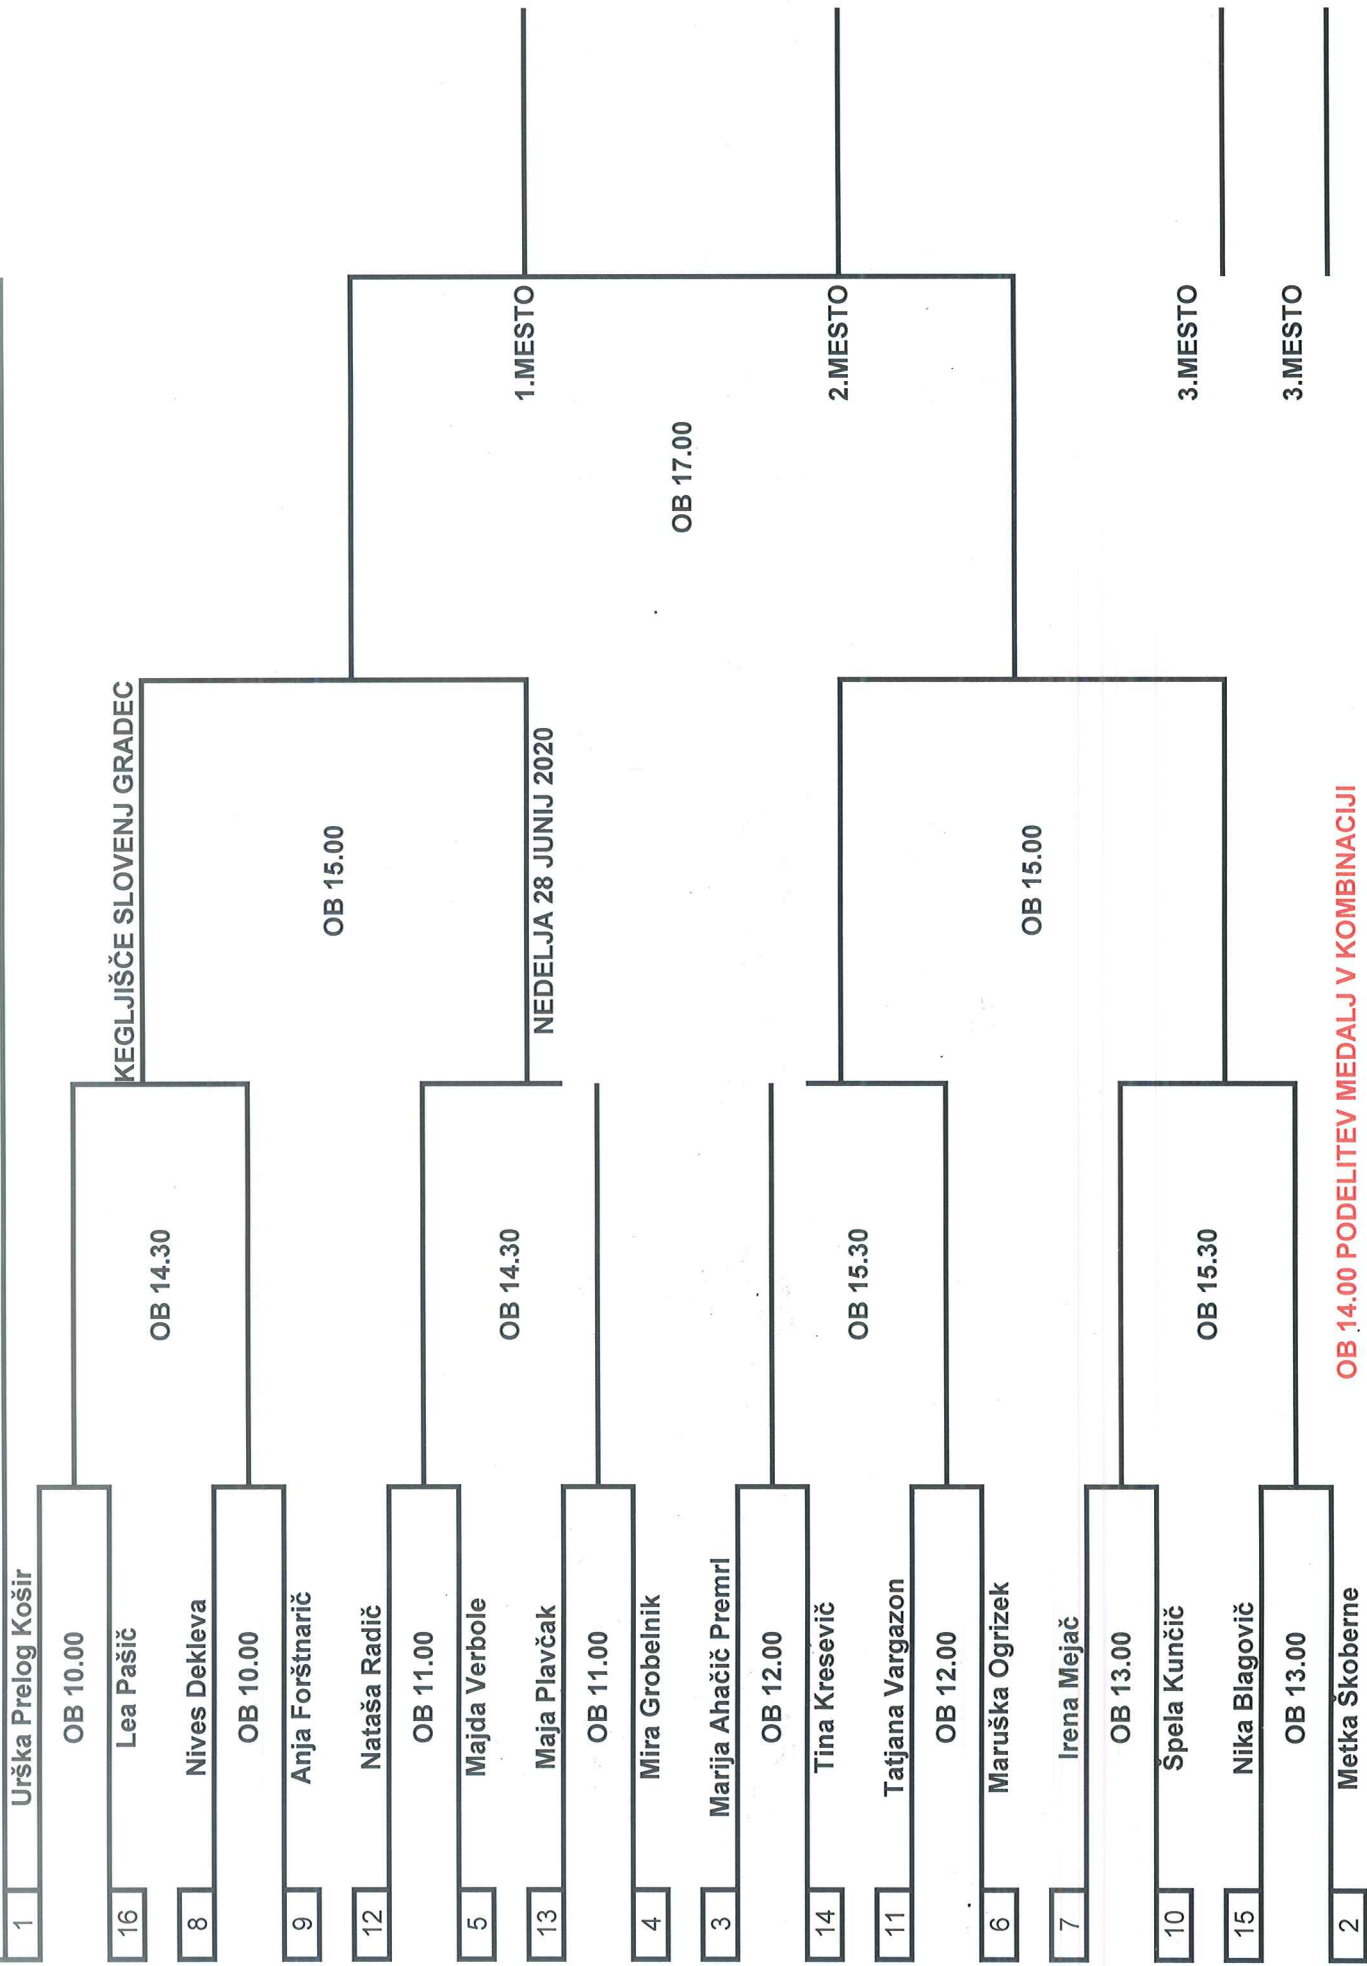 1 Urška Prelog Košir
OB 10.00
16 Lea Pašič
OB 14.30
8 Nives Dekleva
OB 10.00
9 Anja Forštnarič
KEGLJIŠČE SLOVENJ GRADEC
OB 15.00
12 Nataša Radič
OB 11.00
5 Majda Verbole
OB 14.30
NEDELJA 28 JUNIJ 2020
13 Maja Plavčak
OB 11.00
4 Mira Grobelnik
1.MESTO
OB 17.00
2.MESTO
3 Marija Ahačič Premrl
OB 12.00
14 Tina Kresevič
OB 15.30
11 Tatjana Vargazon
OB 12.00
6 Maruška Ogrizek
OB 15.00
7 Irena Mejač
OB 13.00
10 Špela Kunčič
OB 15.30
15 Nika Blagovič
OB 13.00
2 Metka Škoberne
3.MESTO
3.MESTO
OB 14.00 PODELITEV MEDALJ V KOMBINACIJI